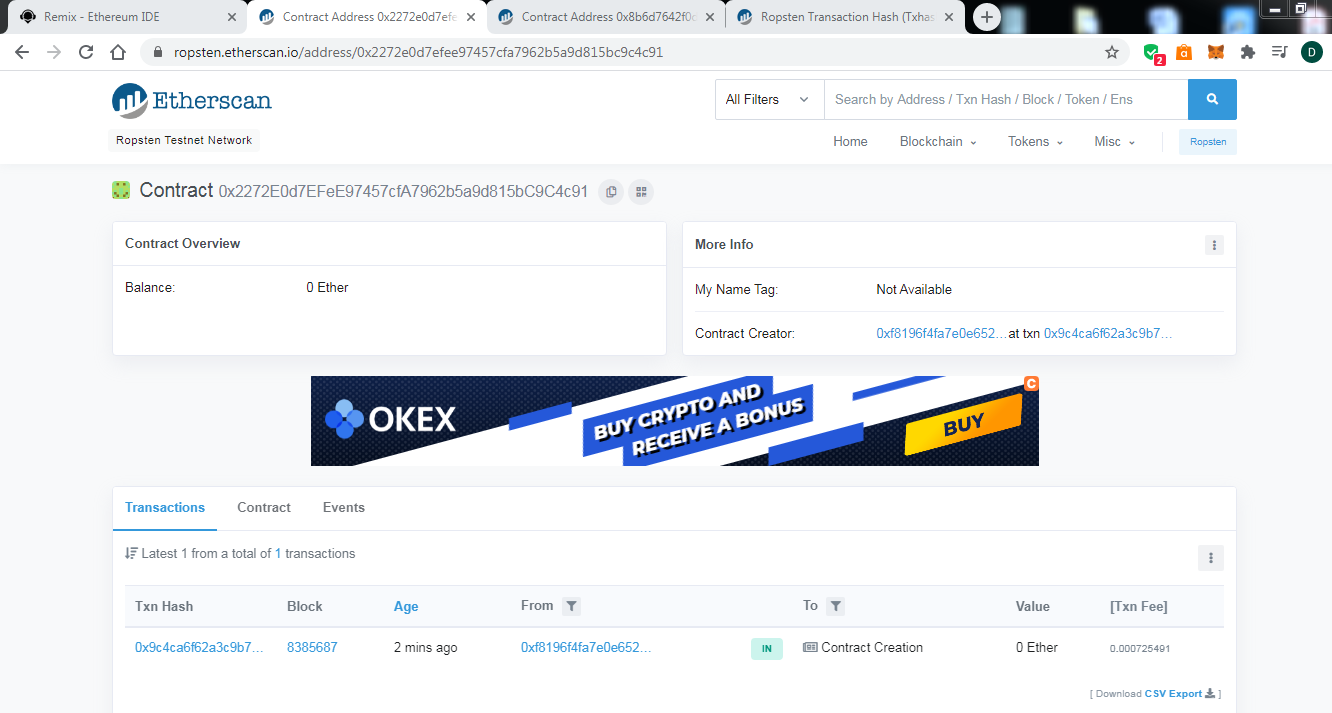 Remix - Ethereum IDE
Contract Address 0x2272e0d7efe
Contract Address 0x8b6d7642f0c
Ropsten Transaction Hash (Txhas
ropsten.etherscan.io/address/0x2272e0d7efee97457cfa7962b5a9d815bc9c4c91
2
a
D
Etherscan
All Filters
Search by Address / Txn Hash / Block / Token / Ens
Ropsten Testnet Network
Home Blockchain Tokens Misc Ropsten
Contract 0x2272E0d7EFeE97457cfA7962b5a9d815bC9C4c91
Contract Overview
Balance: 0 Ether
More Info
My Name Tag: Not Available
Contract Creator: 0xf8196f4fa7e0e652... at txn 0x9c4ca6f62a3c9b7...
OKEX
BUY CRYPTO AND
RECEIVE A BONUS
BUY
C
Transactions Contract Events
Latest 1 from a total of 1 transactions
Txn Hash Block Age From To Value [Txn Fee]
0x9c4ca6f62a3c9b7... 8385687 2 mins ago 0xf8196f4fa7e0e652... IN Contract Creation 0 Ether 0.000725491
[ Download CSV Export ]